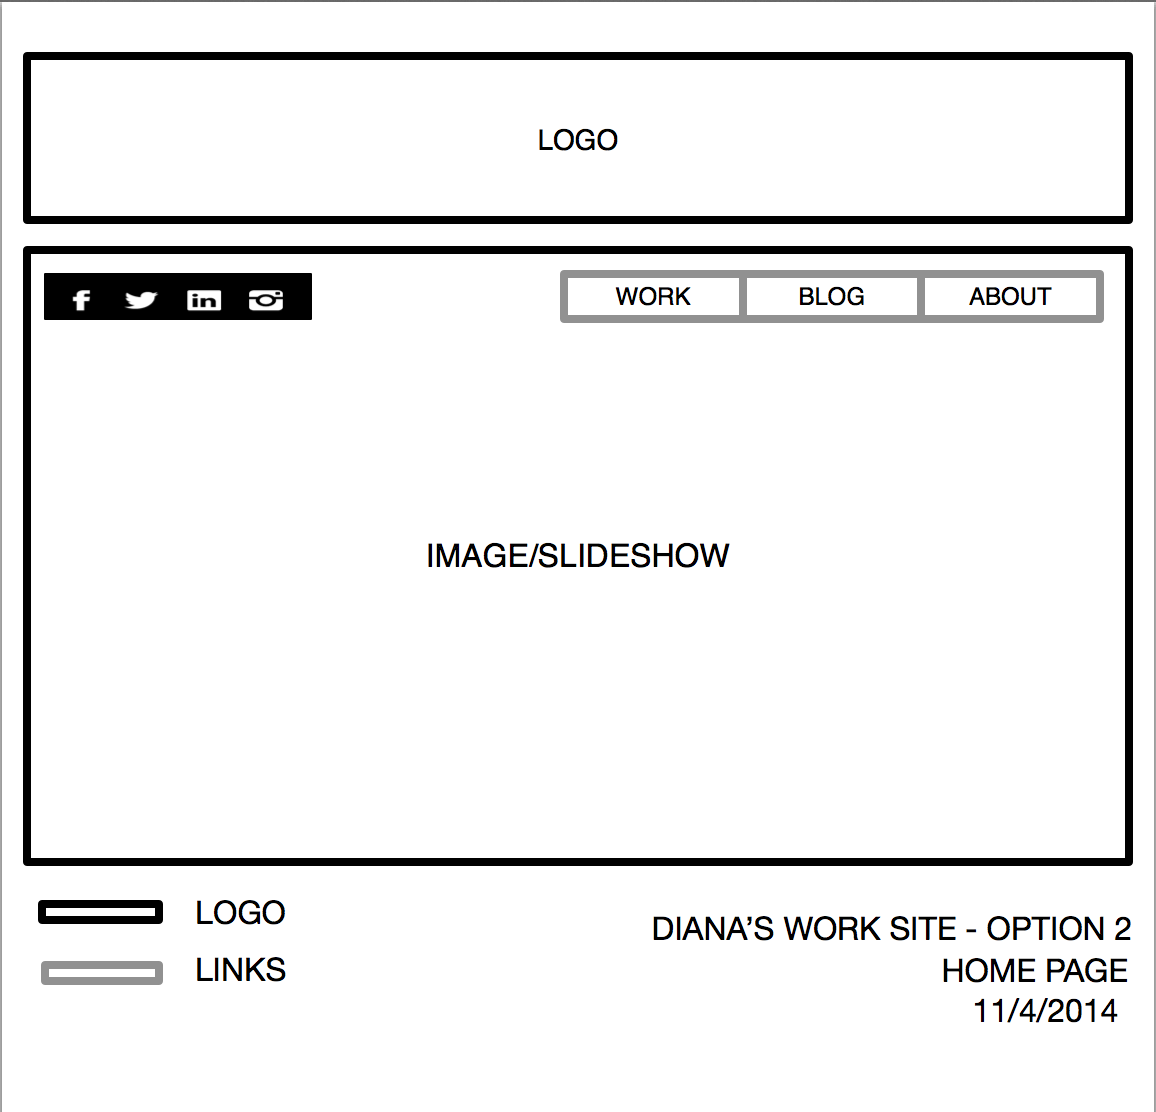 LOGO
f in
WORK BLOG ABOUT
IMAGE/SLIDESHOW
LOGO
LINKS
DIANA’S WORK SITE - OPTION 2
HOME PAGE
11/4/2014